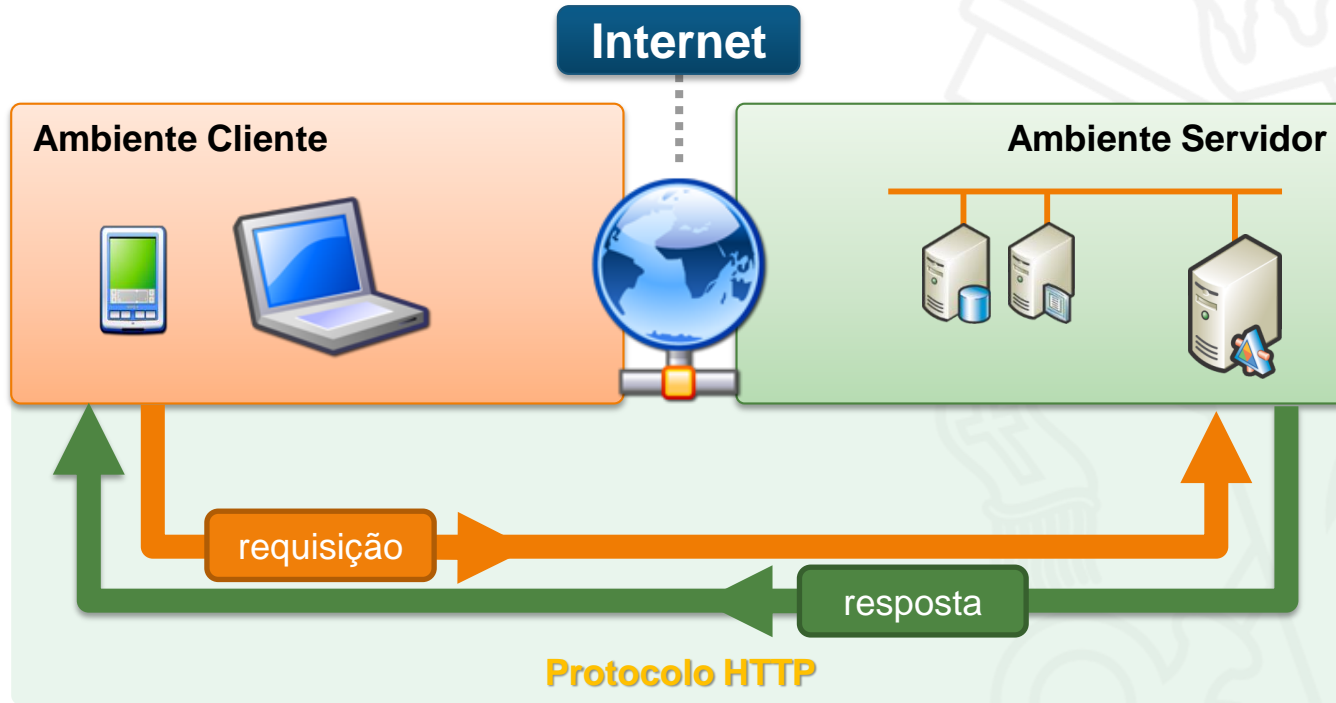 Internet
Ambiente Cliente
Ambiente Servidor
requisição
resposta
Protocolo HTTP